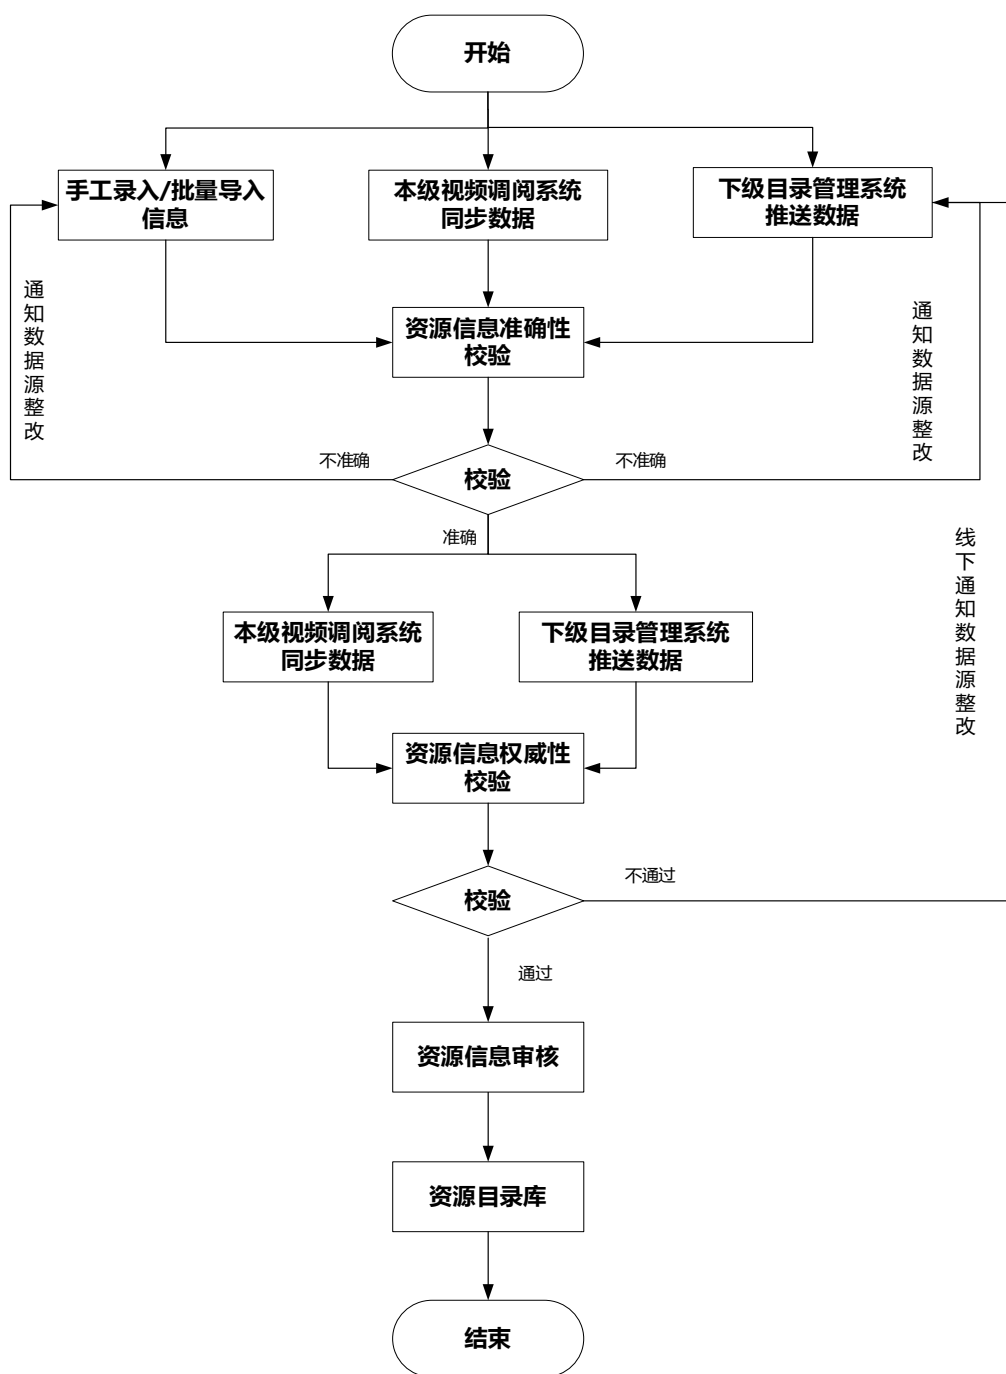 开始
手工录入/批量导入
信息
本级视频调阅系统
同步数据
下级目录管理系统
推送数据
通知数据源整改
资源信息准确性
校验
通知数据源整改
不准确
校验
不准确
准确
线下通知数据源整改
本级视频调阅系统
同步数据
下级目录管理系统
推送数据
资源信息权威性
校验
校验
不通过
通过
资源信息审核
资源目录库
结束